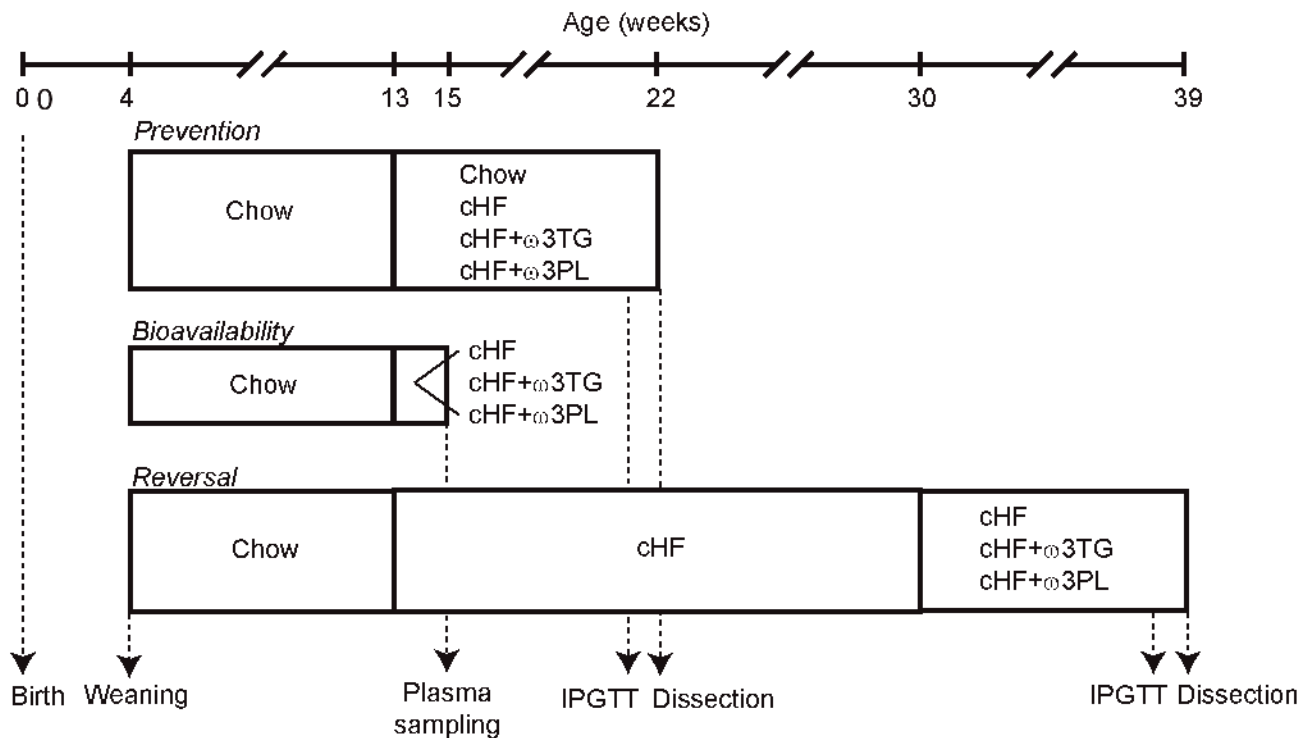 Age (weeks)
0 0 4 13 15 22 30 39
Prevention
Chow
Chow
cHF
cHF+ω3TG
cHF+ω3PL
Bioavailability
Chow
cHF
cHF+ω3TG
cHF+ω3PL
Reversal
Chow
cHF
cHF
cHF+ω3TG
cHF+ω3PL
Birth Weaning Plasma IPGTT Dissection IPGTT Dissection
sampling